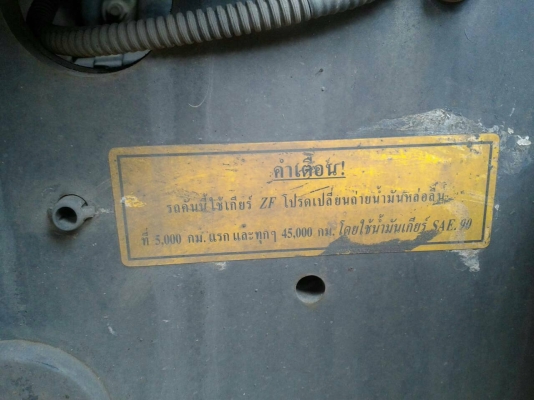 คำเตือน!
รถคันนี้ใช้เกียร์ ZF โปรดเปลี่ยนถ่ายน้ำมันหล่อลื่น
ที่ 5,000 กม. แรก และทุกๆ 45,000 กม. โดยใช้น้ำมันเกียร์ SAE. 90